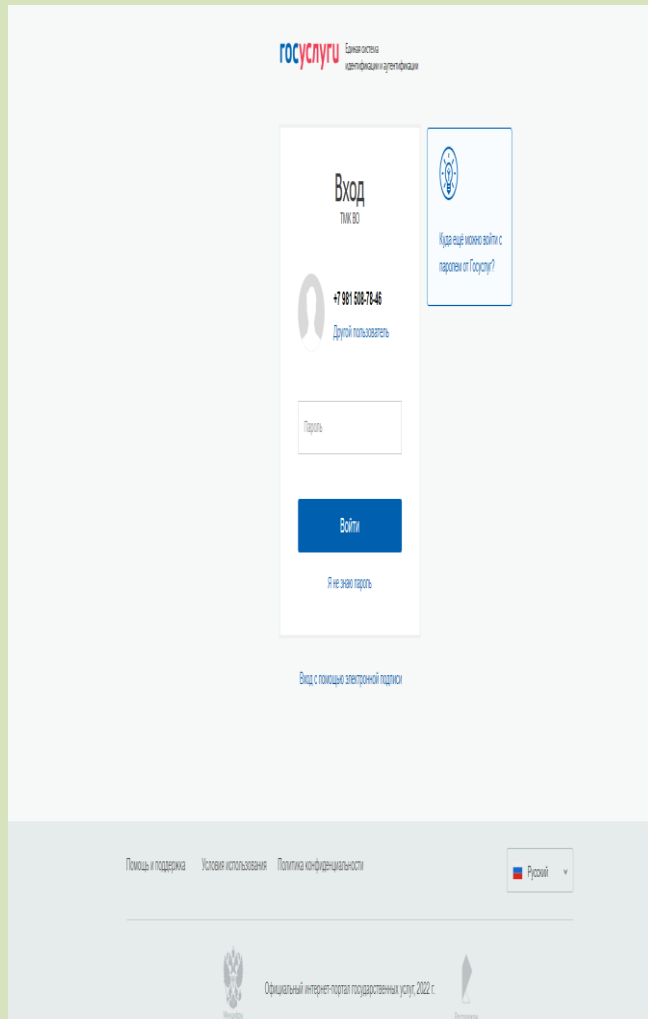 госуслуги
Единая система
идентификации и аутентификации
Вход
ТМК ВО
Куда ещё можно войти с
паролем от Госуслуг?
+7 981 508-78-46
Другой пользователь
Пароль
Войти
Я не знаю пароль
Вход с помощью электронной подписи
Помощь и поддержка Условия использования Политика конфиденциальности
Русский
Официальный интернет-портал государственных услуг, 2022 г.